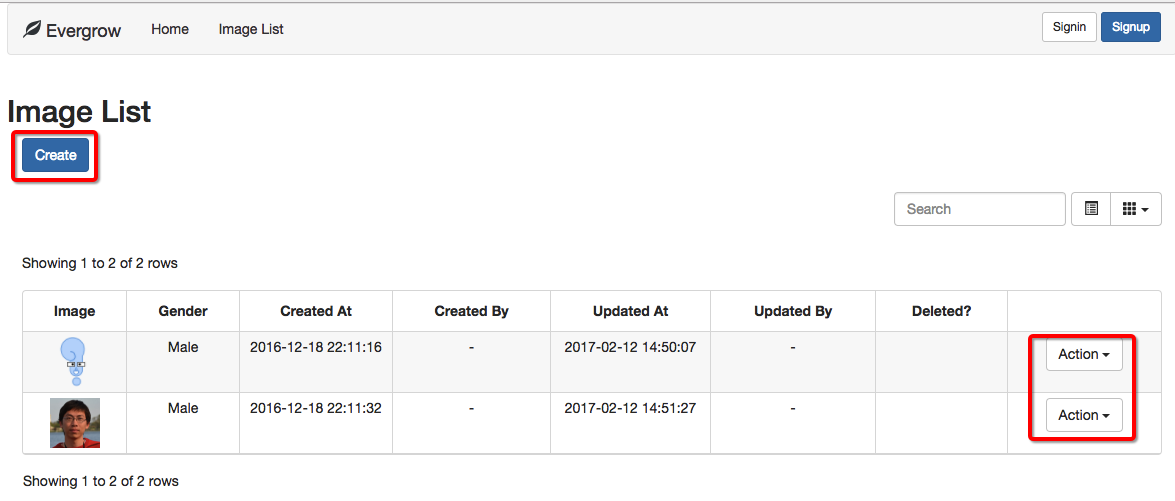 Evergrow Home Image List Signin Signup
Image List
Create
Search
Showing 1 to 2 of 2 rows
Image Gender Created At Created By Updated At Updated By Deleted?
Male 2016-12-18 22:11:16 - 2017-02-12 14:50:07 - Action
Male 2016-12-18 22:11:32 - 2017-02-12 14:51:27 - Action
Showing 1 to 2 of 2 rows